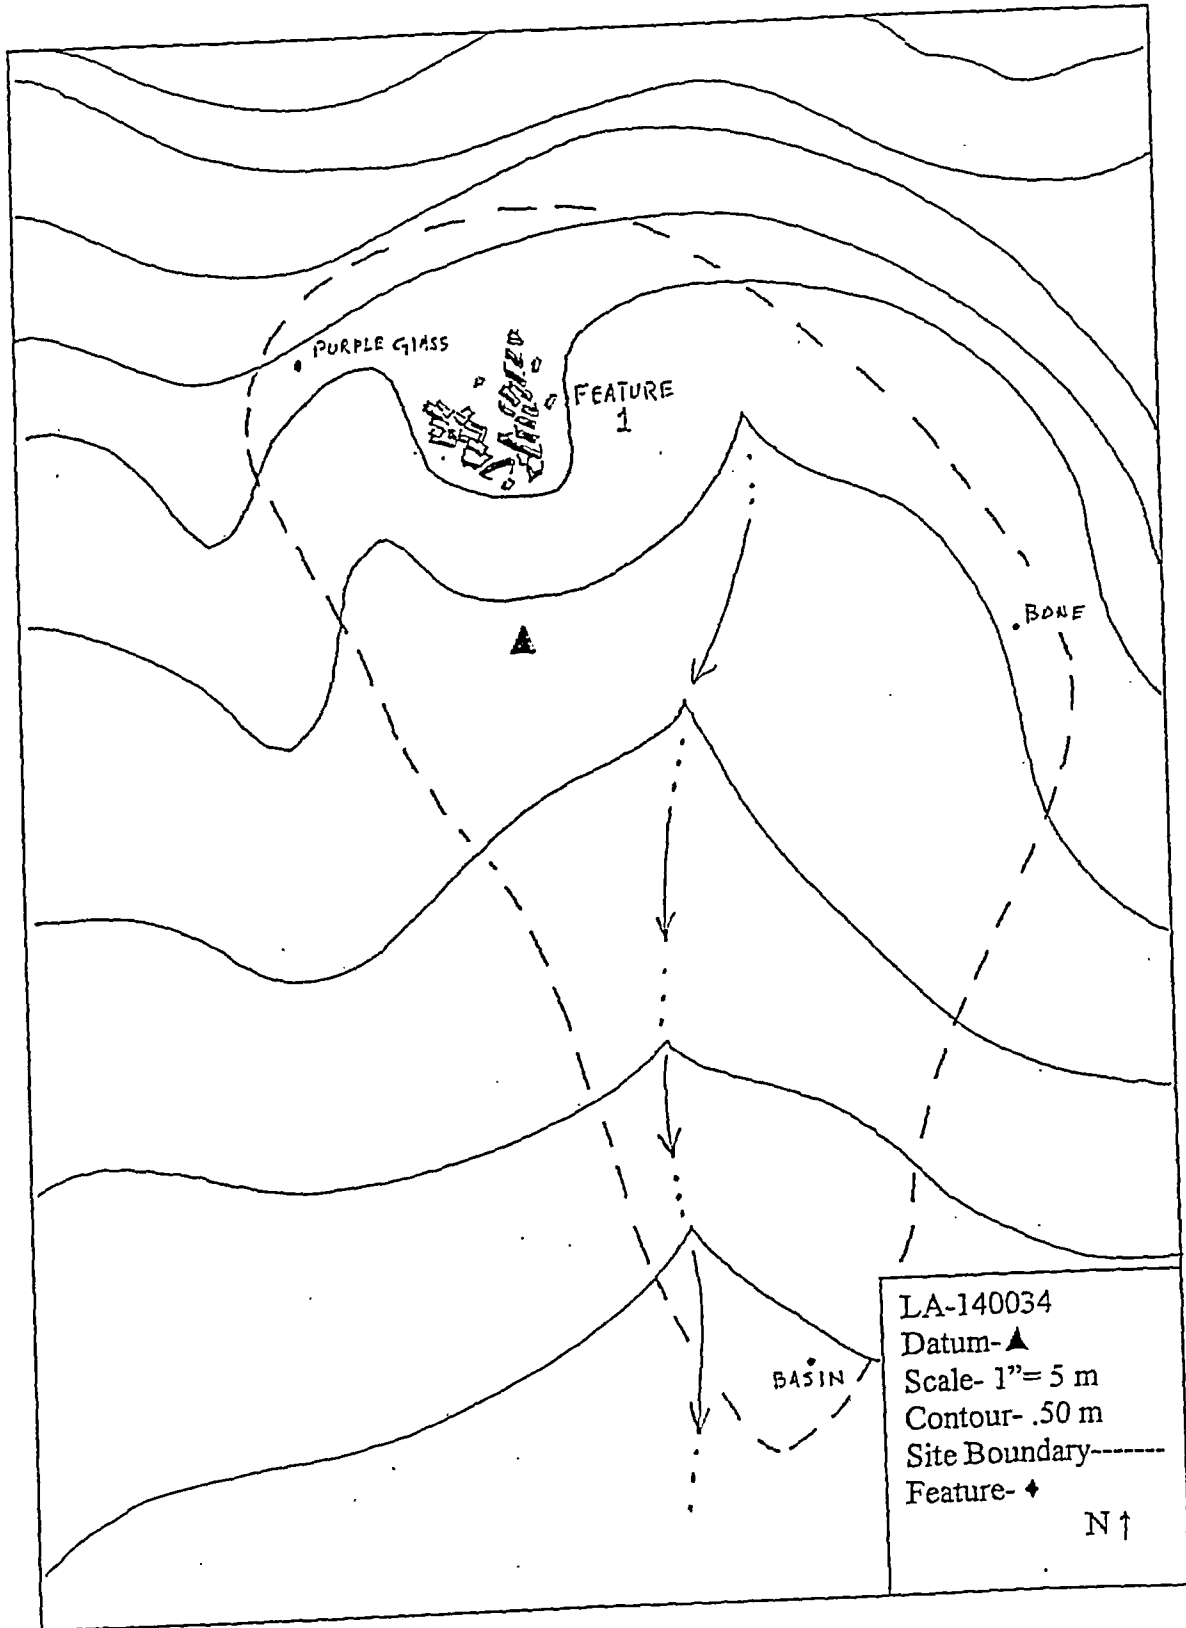 PURPLE GLASS
FEATURE
1
BONE
BASIN
LA-140034
Datum-▲
Scale- 1”= 5 m
Contour- .50 m
Site Boundary-------
Feature- ♦
N ↑